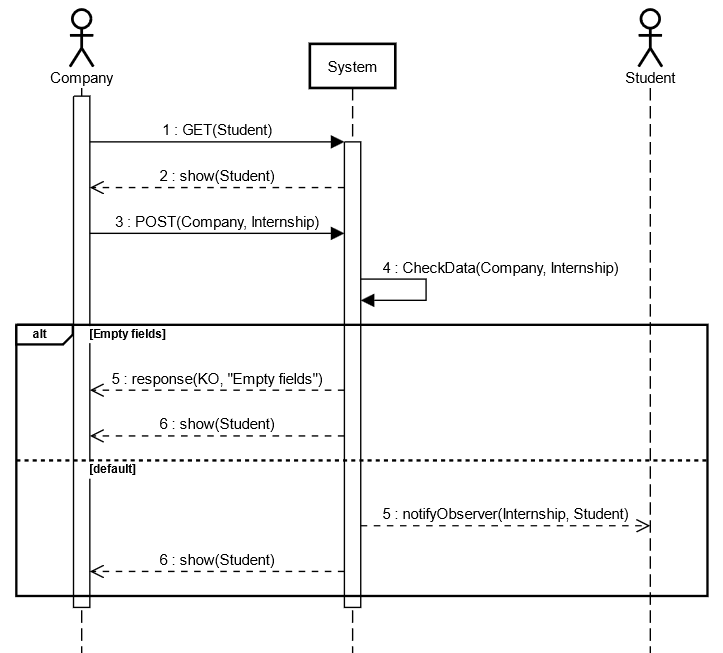 Company
System
Student
1 : GET(Student)
2 : show(Student)
3 : POST(Company, Internship)
4 : CheckData(Company, Internship)
alt
[Empty fields]
5 : response(KO, "Empty fields")
6 : show(Student)
[default]
5 : notifyObserver(Internship, Student)
6 : show(Student)